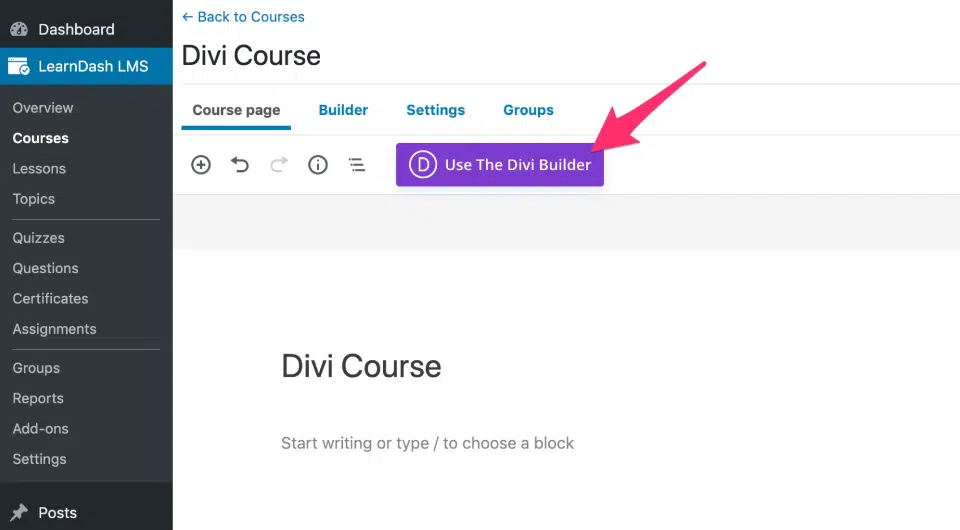 Dashboard
LearnDash LMS
Overview
Courses
Lessons
Topics
Quizzes
Questions
Certificates
Assignments
Groups
Reports
Add-ons
Settings
Posts
← Back to Courses
Divi Course
Course page Builder Settings Groups
D Use The Divi Builder
Divi Course
Start writing or type / to choose a block